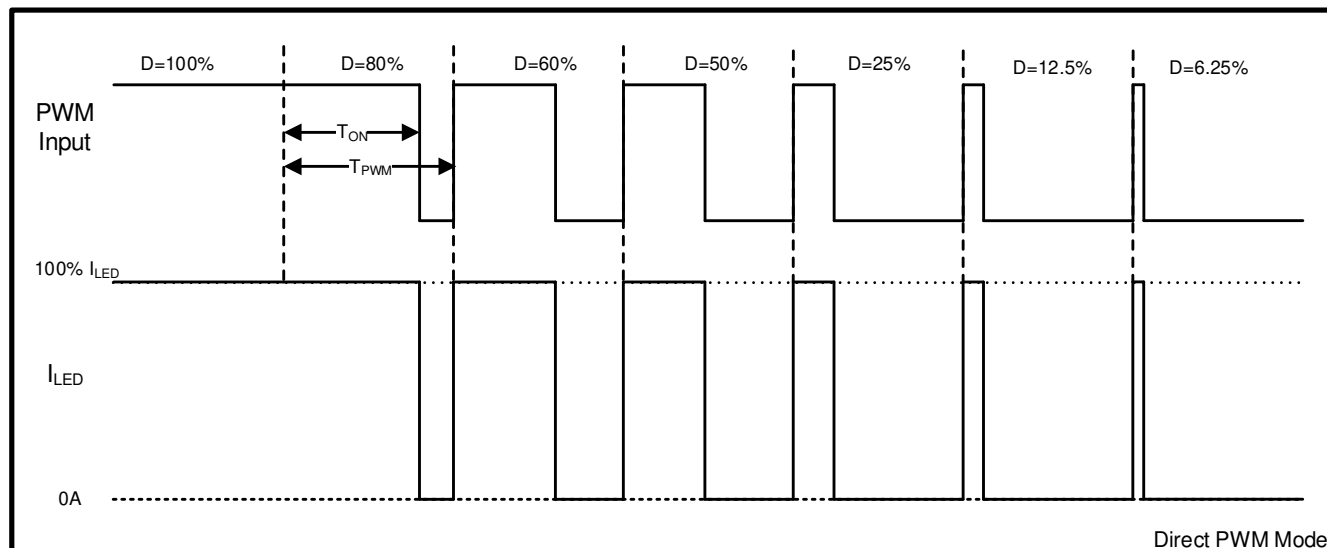 D=100% D=80% D=60% D=50% D=25% D=12.5% D=6.25%
PWM
Input
TON
TPWM
100% ILED
ILED
0A
Direct PWM Mode